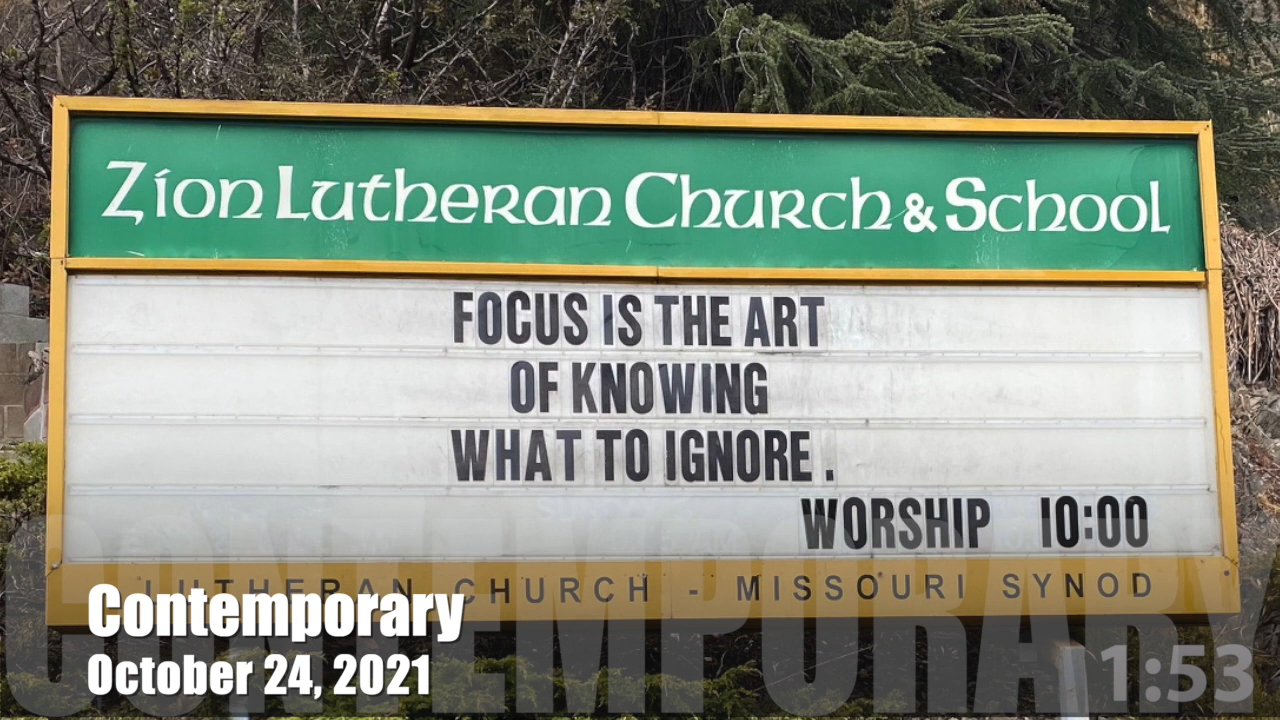 Zion Lutheran Church & School
FOCUS IS THE ART
OF KNOWING
WHAT TO IGNORE.
WORSHIP 10:00
LUTHERAN CHURCH - MISSOURI SYNOD
CONTEMPORARY
Contemporary
October 24, 2021
1:53